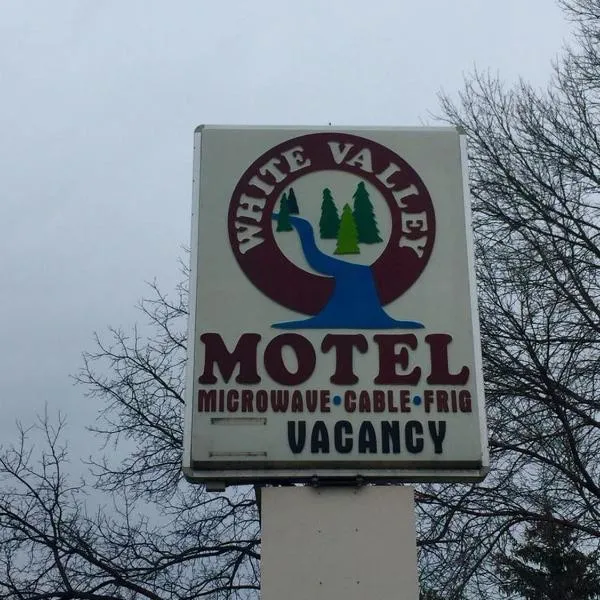 WHITE VALLEY
MOTEL
MICROWAVE • CABLE • FRIG
VACANCY